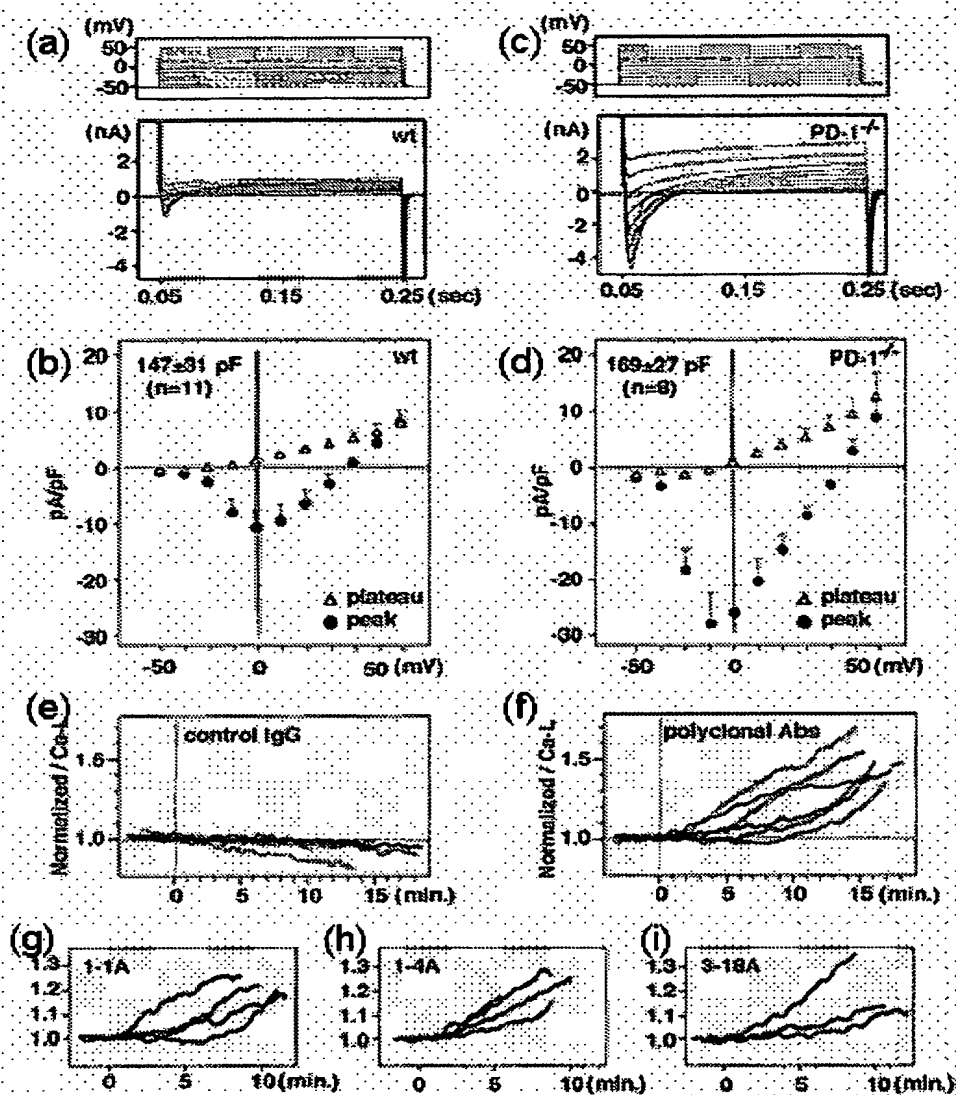 (a)
(mV)
50
0
-50
(nA)
wt
2
0
-2
-4
0.05 0.15 0.25 (sec)
(c)
(mV)
50
0
-50
(nA)
PD-1-/-
2
0
-2
-4
0.05 0.15 0.25 (sec)
(b)
147±31 pF
(n=11)
wt
20
10
0
-10
-20
-30
pA/pF
△ plateau
● peak
-50 0 50 (mV)
(d)
169±27 pF
(n=8)
PD-1-/-
20
10
0
-10
-20
-30
pA/pF
△ plateau
● peak
-50 0 50 (mV)
(e)
control IgG
Normalized / Ca-L
1.5
1.0
0 5 10 15 (min.)
(f)
polyclonal Abs
Normalized / Ca-L
1.5
1.0
0 5 10 15 (min.)
(g)
1-1A
1.3
1.2
1.1
1.0
0 10 (min.)
(h)
1-4A
1.3
1.2
1.1
1.0
0 5 10 (min.)
(i)
3-18A
1.3
1.2
1.1
1.0
0 5 10 (min.)